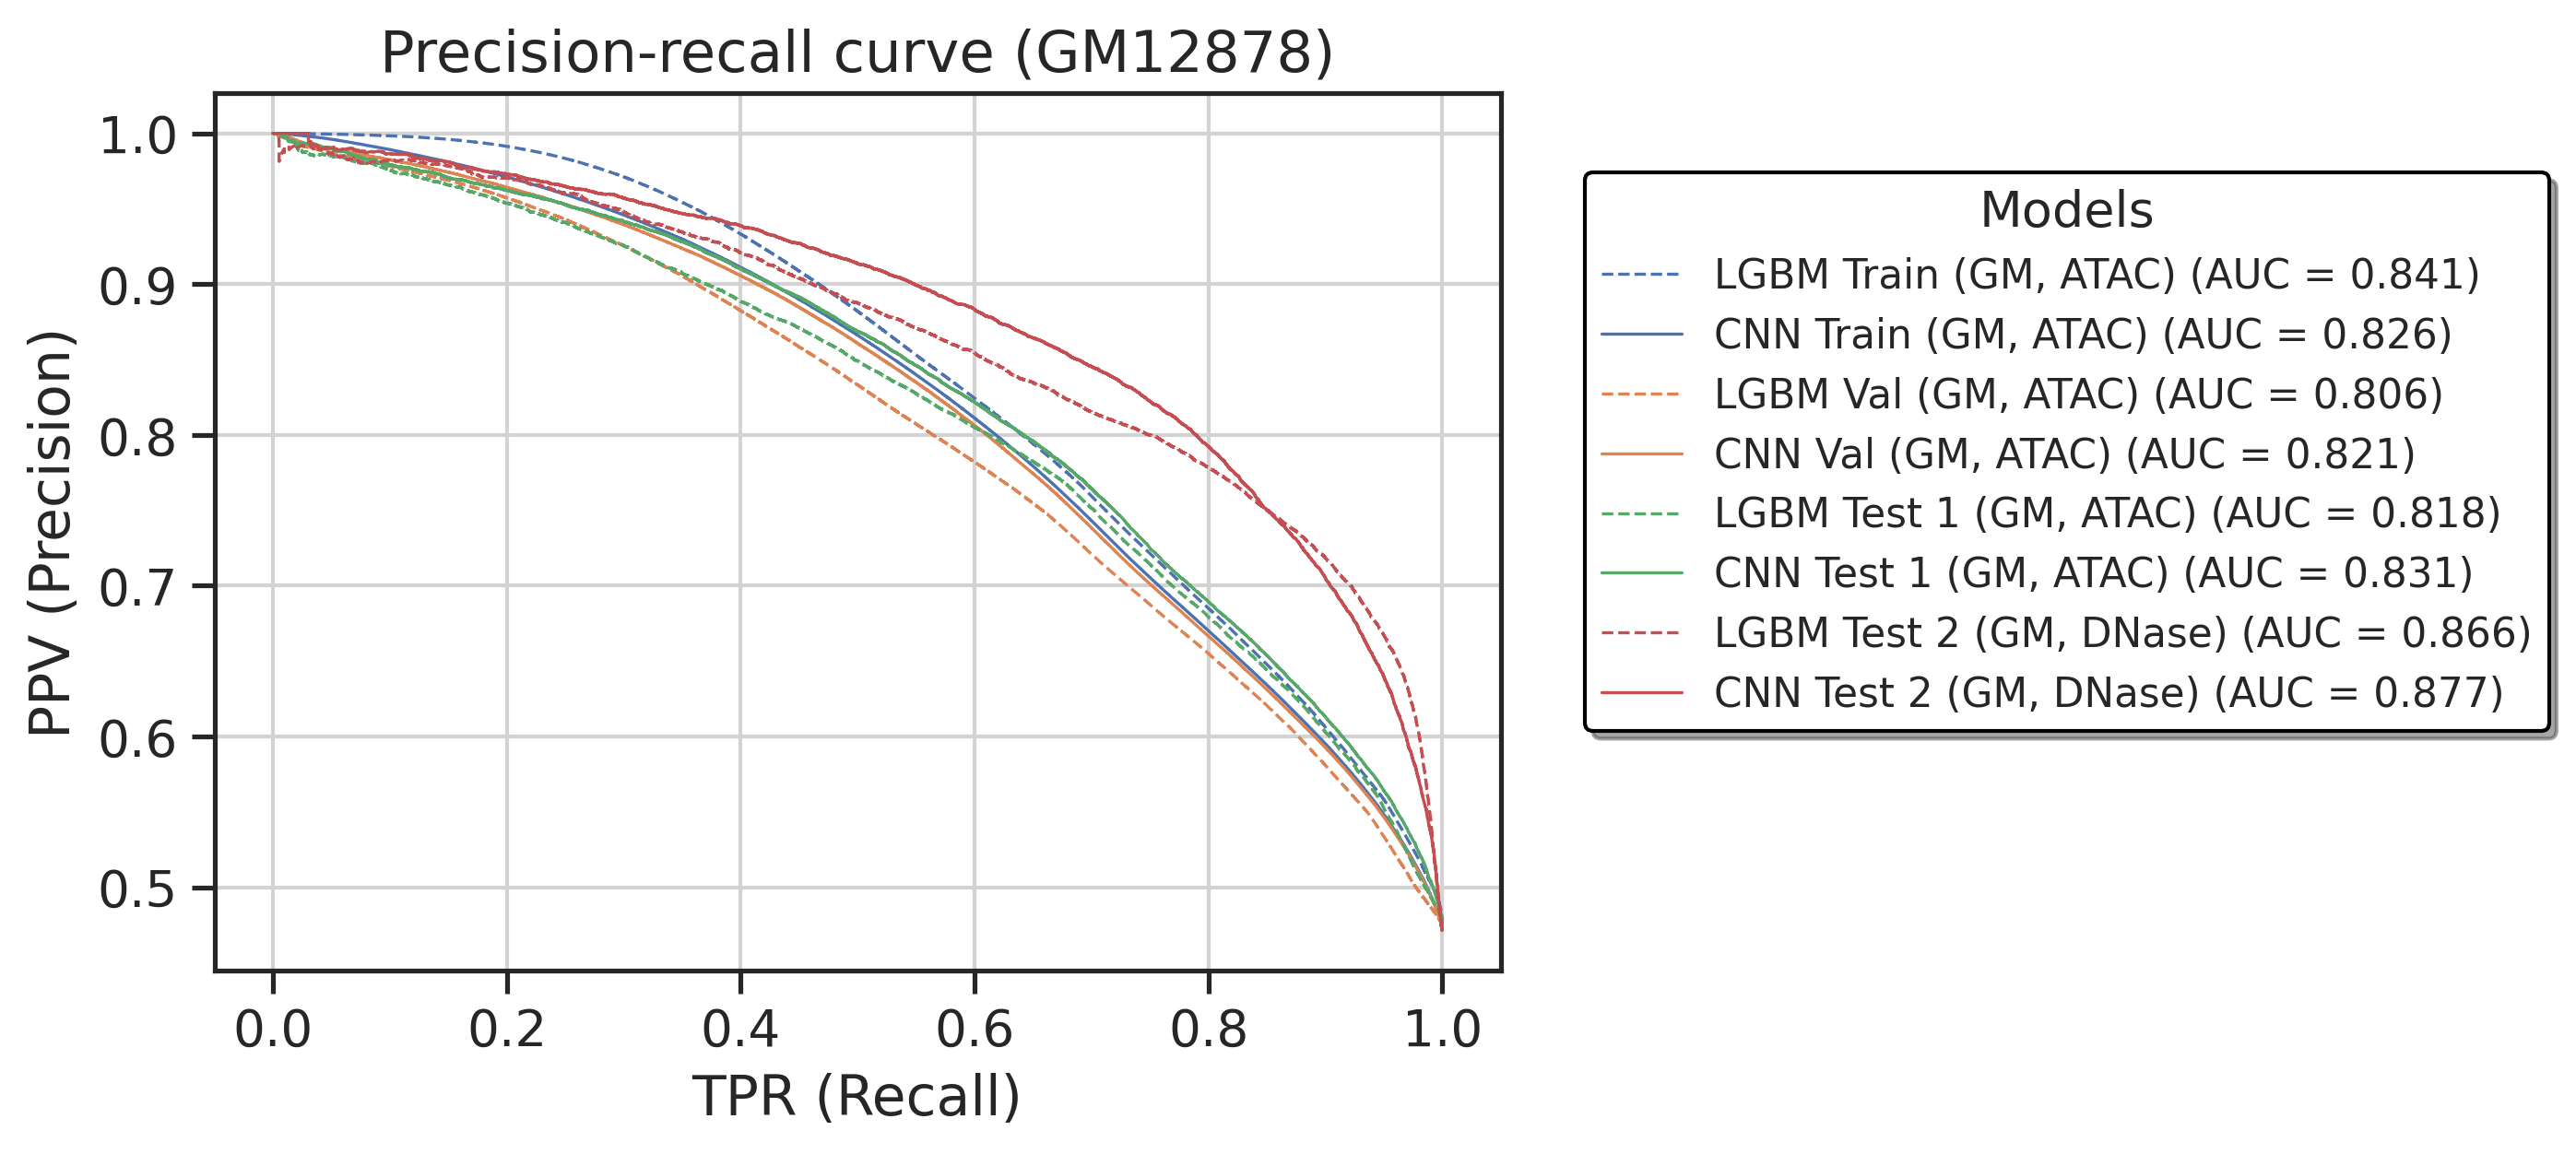 Precision-recall curve (GM12878)
PPV (Precision)
1.0
0.9
0.8
0.7
0.6
0.5
0.0 0.2 0.4 0.6 0.8 1.0
TPR (Recall)
Models
LGBM Train (GM, ATAC) (AUC = 0.841)
CNN Train (GM, ATAC) (AUC = 0.826)
LGBM Val (GM, ATAC) (AUC = 0.806)
CNN Val (GM, ATAC) (AUC = 0.821)
LGBM Test 1 (GM, ATAC) (AUC = 0.818)
CNN Test 1 (GM, ATAC) (AUC = 0.831)
LGBM Test 2 (GM, DNase) (AUC = 0.866)
CNN Test 2 (GM, DNase) (AUC = 0.877)